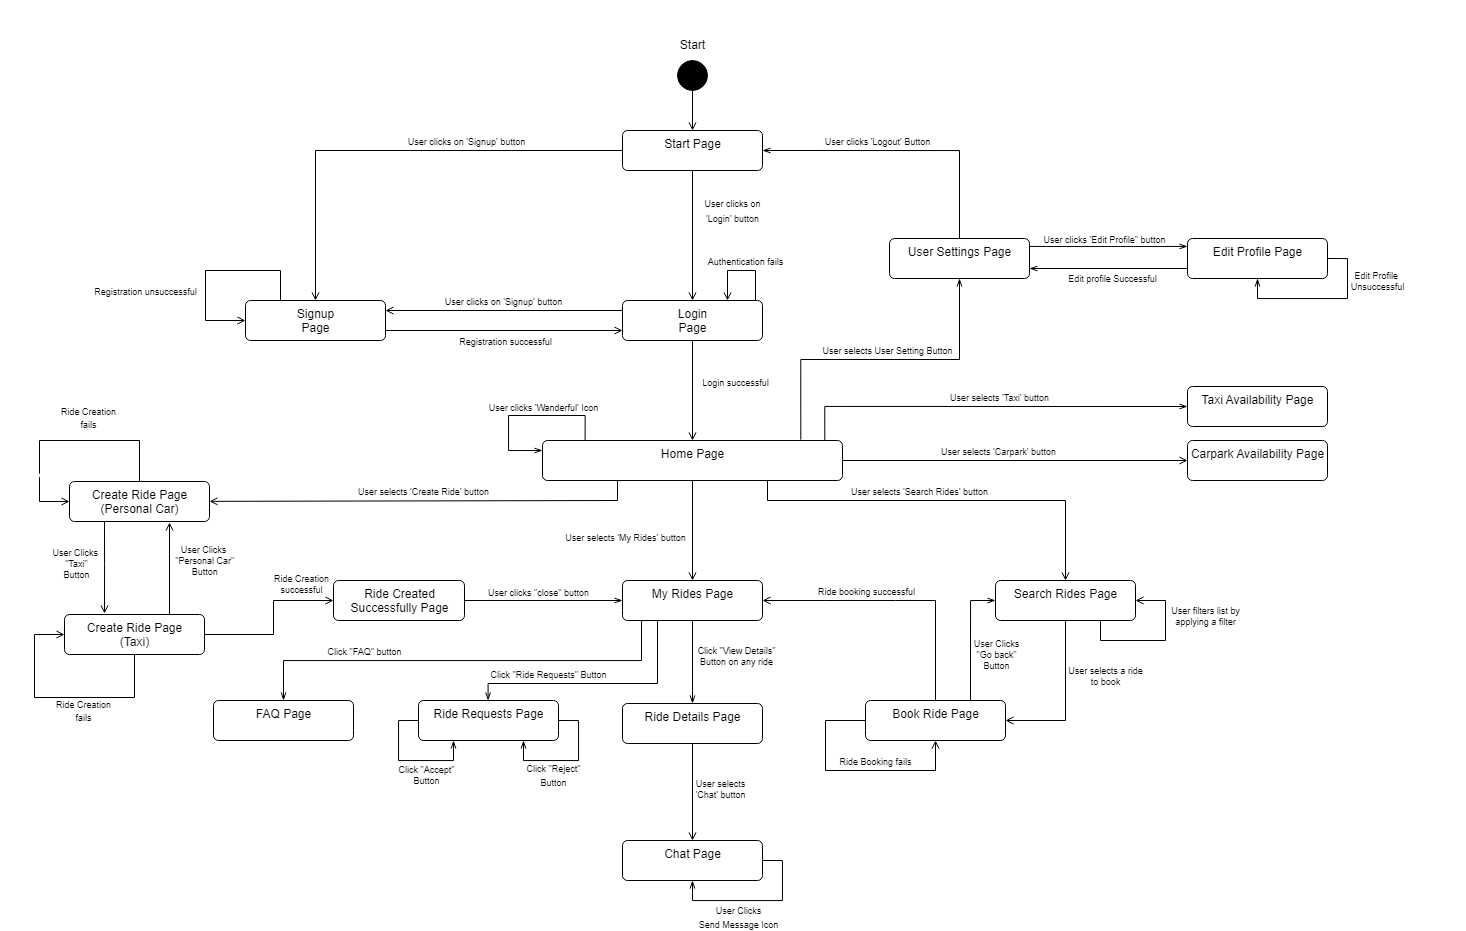 Start
Start Page
User clicks on 'Signup' button
User clicks 'Logout' Button
User clicks on
'Login' button
User Settings Page
User clicks 'Edit Profile" button
Edit profile Successful
Edit Profile Page
Edit Profile
Unsuccessful
Authentication fails
Registration unsuccessful
Signup
Page
User clicks on 'Signup' button
Registration successful
Login
Page
User selects User Setting Button
Login successful
User selects 'Taxi' button
Taxi Availability Page
User clicks 'Wanderful' Icon
Home Page
User selects 'Carpark' button
Carpark Availability Page
Ride Creation
fails
Create Ride Page
(Personal Car)
User selects 'Create Ride' button
User selects 'Search Rides' button
User selects 'My Rides' button
User Clicks
"Taxi"
Button
User Clicks
"Personal Car"
Button
Ride Creation
successful
Ride Created
Successfully Page
User clicks "close" button
My Rides Page
Ride booking successful
Search Rides Page
User filters list by
applying a filter
Create Ride Page
(Taxi)
Ride Creation
fails
Click "FAQ" button
Click "Ride Requests" Button
Click "View Details"
Button on any ride
User Clicks
"Go back"
Button
User selects a ride
to book
FAQ Page
Ride Requests Page
Ride Details Page
Book Ride Page
Click "Accept"
Button
Click "Reject"
Button
Ride Booking fails
User selects
'Chat' button
Chat Page
User Clicks
Send Message Icon